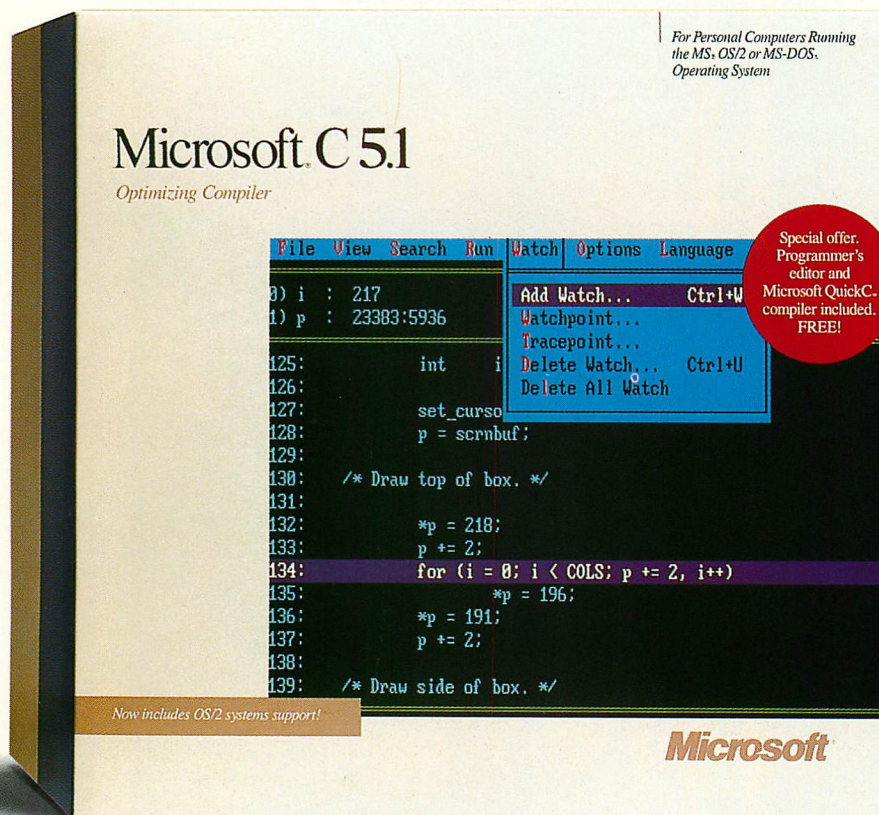 For Personal Computers Running
the MS® OS/2 or MS-DOS®
Operating System
Microsoft® C 5.1
Optimizing Compiler
Special offer.
Programmer's
editor and
Microsoft QuickC®
compiler included.
FREE!
File View Search Run Watch Options Language
0) i : 217
1) p : 23383:5936
Add Watch... Ctrl+W
Watchpoint...
Tracepoint...
Delete Watch... Ctrl+U
Delete All Watch
125: int i
126:
127: set_curso
128: p = scrnbuf;
129:
130: /* Draw top of box. */
131:
132: *p = 218;
133: p += 2;
134: for (i = 0; i < COLS; p += 2, i++)
135: *p = 196;
136: *p = 191;
137: p += 2;
138:
139: /* Draw side of box. */
Now includes OS/2 systems support!
Microsoft